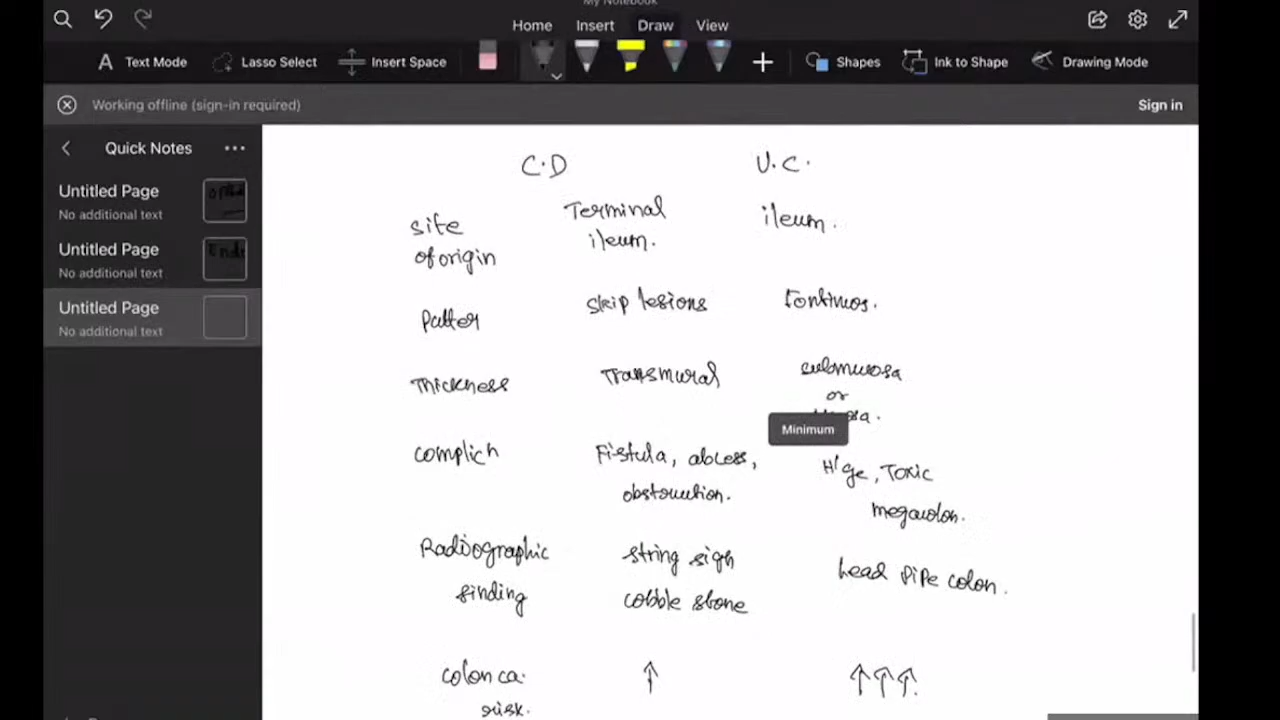 My Notebook
Home Insert Draw View
Text Mode Lasso Select Insert Space Shapes Ink to Shape Drawing Mode
Working offline (sign-in required) Sign in
Quick Notes
Untitled Page
No additional text
Untitled Page
No additional text
Untitled Page
No additional text
C.D U.C.
site of origin
Terminal ileum.
ileum.
Patter
skip lesions
Continuos.
Thickness
Transmural
submucosa
or
Minimum
complicn
Fistula, abcess,
obstruction.
H'ge, Toxic
megacolon.
Radiographic
finding
string sign
cobble stone
lead pipe colon.
colon ca.
risk.
↑
↑↑↑.